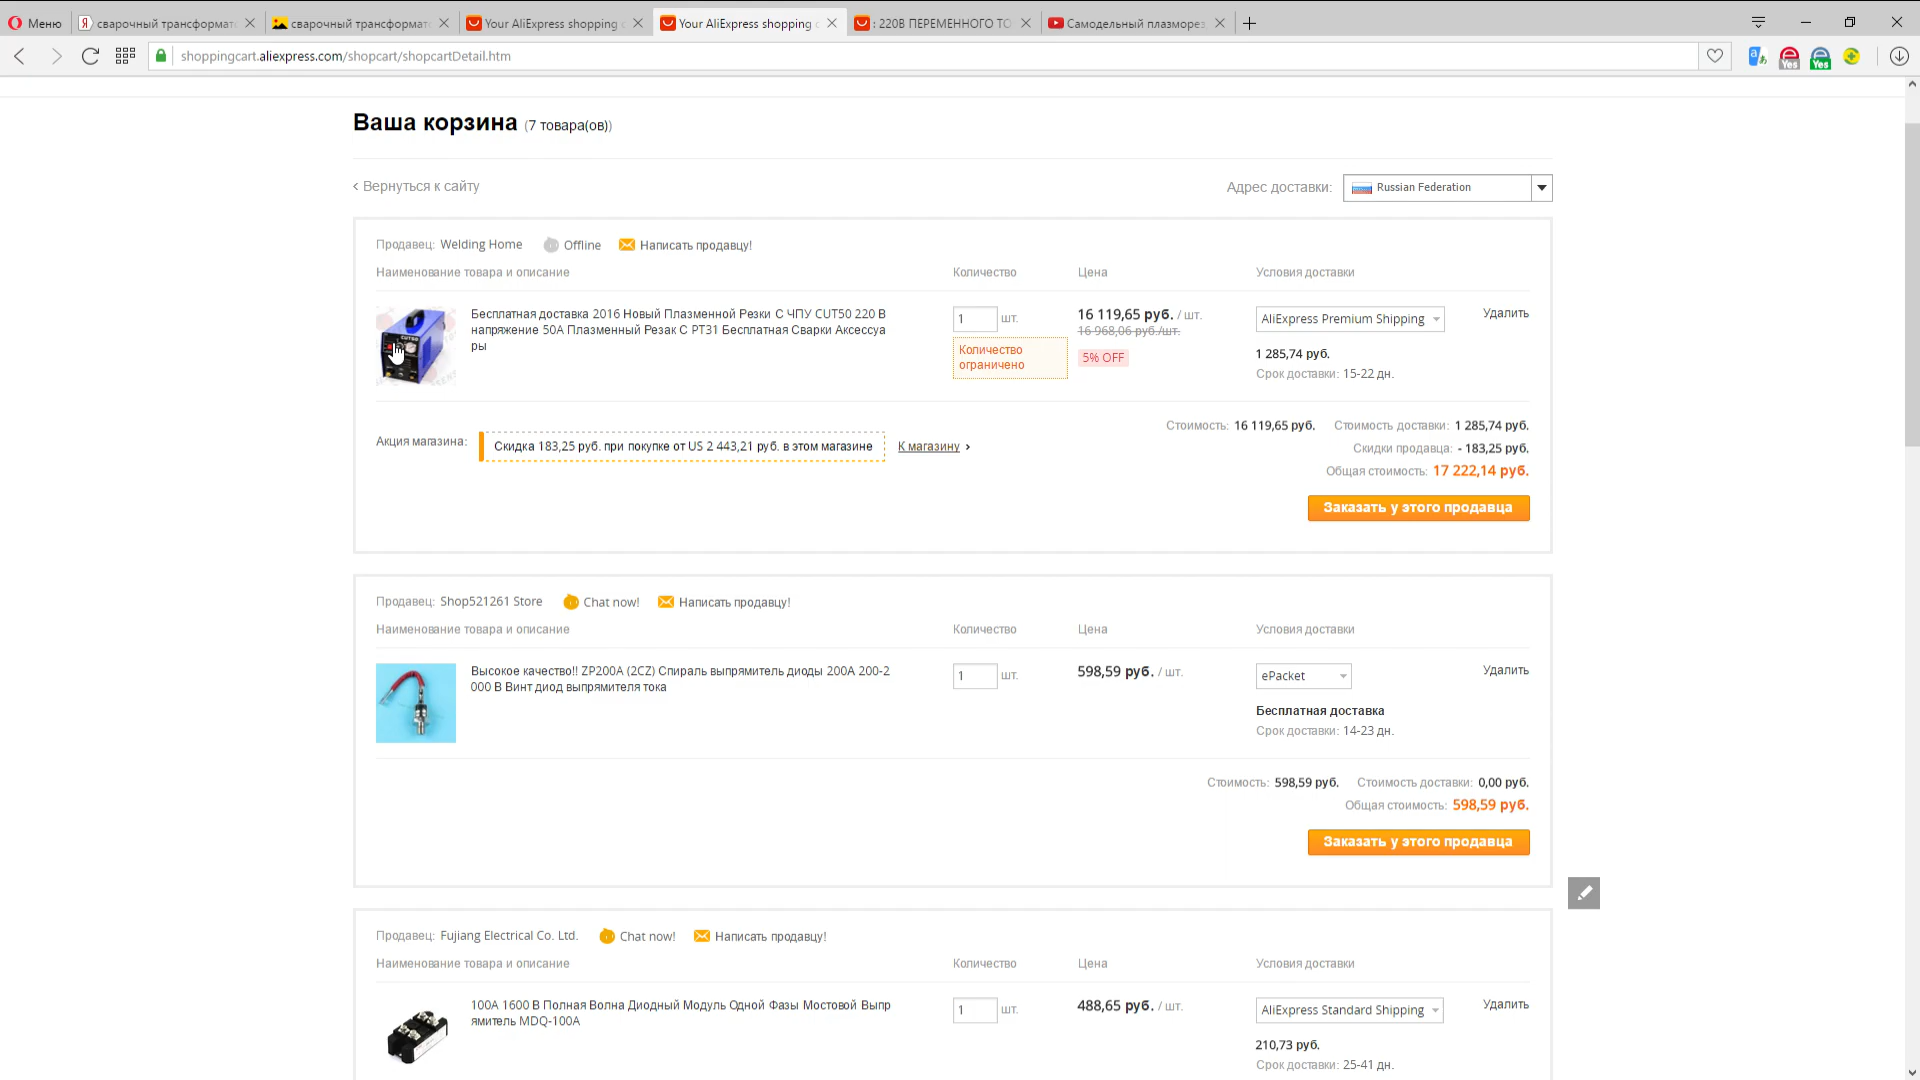 Меню
сварочный трансформат
сварочный трансформат
Your AliExpress shopping
Your AliExpress shopping
: 220В ПЕРЕМЕННОГО ТО
Самодельный плазморез
shoppingcart.aliexpress.com/shopcart/shopcartDetail.htm
Ваша корзина (7 товара(ов))
Вернуться к сайту
Адрес доставки: Russian Federation
Продавец: Welding Home Offline Написать продавцу!
Наименование товара и описание Количество Цена Условия доставки
Бесплатная доставка 2016 Новый Плазменной Резки С ЧПУ CUT50 220 В
напряжение 50А Плазменный Резак С PT31 Бесплатная Сварки Аксессуа
ры
1 шт.
Количество
ограничено
16 119,65 руб. / шт.
16 968,06 руб./шт.
5% OFF
AliExpress Premium Shipping
1 285,74 руб.
Срок доставки: 15-22 дн.
Удалить
Акция магазина: Скидка 183,25 руб. при покупке от US 2 443,21 руб. в этом магазине К магазину ›
Стоимость: 16 119,65 руб. Стоимость доставки: 1 285,74 руб.
Скидки продавца: - 183,25 руб.
Общая стоимость: 17 222,14 руб.
Заказать у этого продавца
Продавец: Shop521261 Store Chat now! Написать продавцу!
Наименование товара и описание Количество Цена Условия доставки
Высокое качество!! ZP200A (2CZ) Спираль выпрямитель диоды 200А 200-2
000 В Винт диод выпрямителя тока
1 шт.
598,59 руб. / шт.
ePacket
Бесплатная доставка
Срок доставки: 14-23 дн.
Удалить
Стоимость: 598,59 руб. Стоимость доставки: 0,00 руб.
Общая стоимость: 598,59 руб.
Заказать у этого продавца
Продавец: Fujiang Electrical Co. Ltd. Chat now! Написать продавцу!
Наименование товара и описание Количество Цена Условия доставки
100А 1600 В Полная Волна Диодный Модуль Одной Фазы Мостовой Выпр
ямитель MDQ-100A
1 шт.
488,65 руб. / шт.
AliExpress Standard Shipping
210,73 руб.
Срок доставки: 25-41 дн.
Удалить